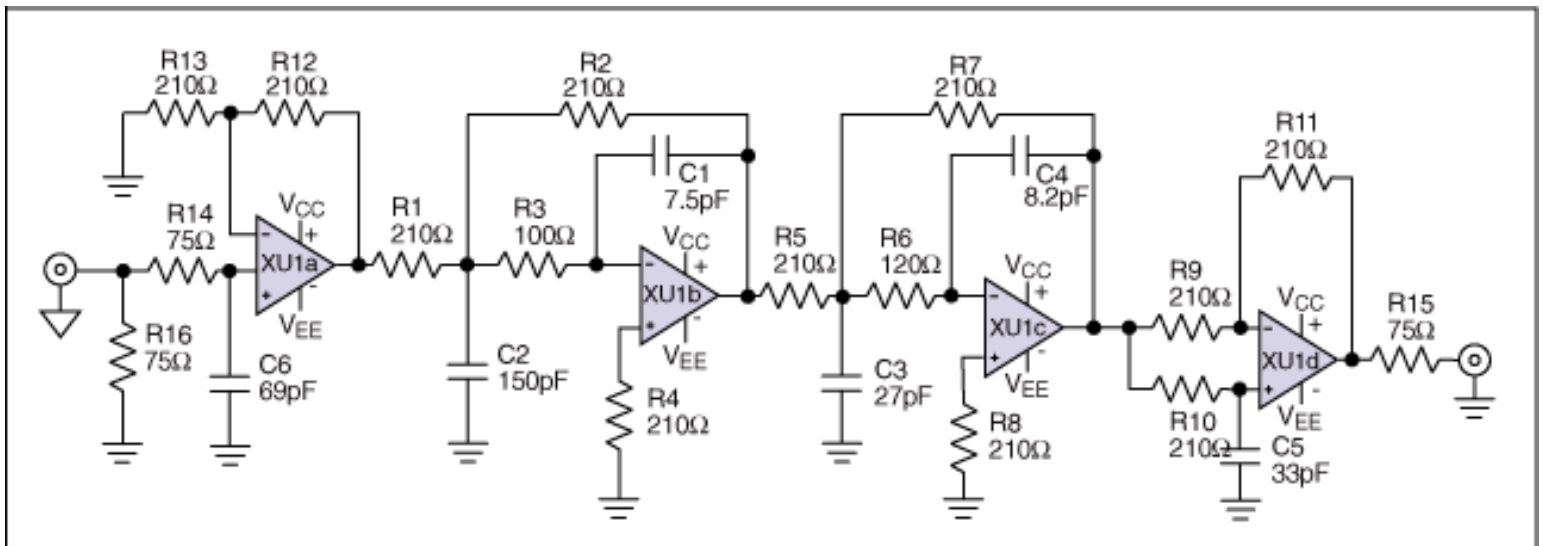 R13
210Ω
R12
210Ω
R14
75Ω
R16
75Ω
C6
69pF
VCC
-
+
XU1a
+
-
VEE
R1
210Ω
R2
210Ω
R3
100Ω
C1
7.5pF
C2
150pF
R4
210Ω
VCC
-
+
XU1b
+
-
VEE
R5
210Ω
R7
210Ω
R6
120Ω
C4
8.2pF
C3
27pF
R8
210Ω
VCC
-
+
XU1c
+
-
VEE
R11
210Ω
R9
210Ω
R10
210Ω
C5
33pF
VCC
-
+
XU1d
+
-
VEE
R15
75Ω